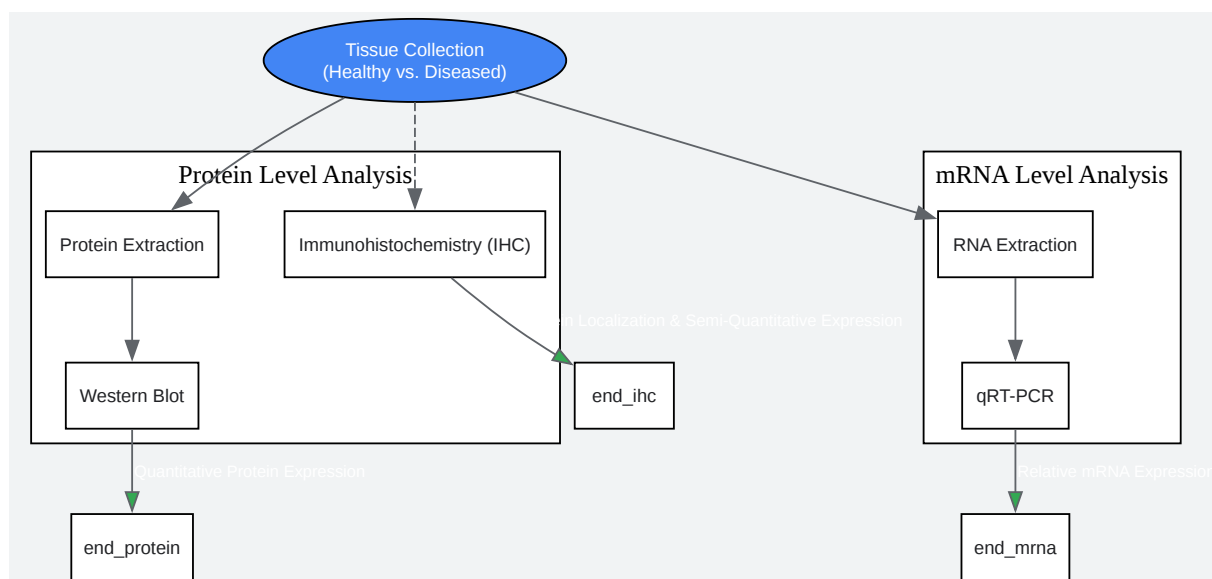 Tissue Collection
(Healthy vs. Diseased)
Protein Level Analysis
mRNA Level Analysis
Protein Extraction
Immunohistochemistry (IHC)
RNA Extraction
Localization & Semi-Quantitative Expression
Western Blot
end_ihc
qRT-PCR
Quantitative Protein Expression
Relative mRNA Expression
end_protein
end_mrna